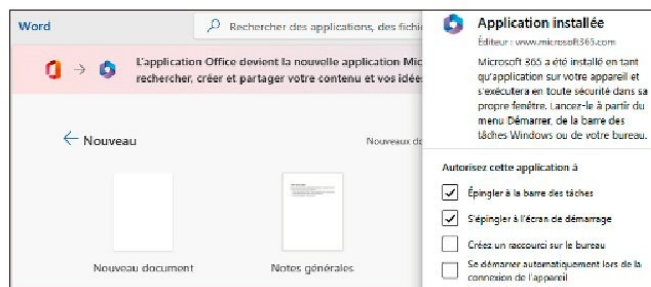 Word
Rechercher des applications, des fichi
L'application Office devient la nouvelle application Mic
rechercher, créer et partager votre contenu et vos idée
Nouveau
Nouveaux do
Nouveau document
Notes générales
Application installée
Éditeur : www.microsoft365.com
Microsoft 365 a été installé en tant
qu'application sur votre appareil et
s'exécutera en toute sécurité dans sa
propre fenêtre. Lancez-le à partir du
menu Démarrer, de la barre des
tâches Windows ou de votre bureau.
Autorisez cette application à
Épingler à la barre des tâches
S'épingler à l'écran de démarrage
Créez un raccourci sur le bureau
Se démarrer automatiquement lors de la
connexion de l'appareil